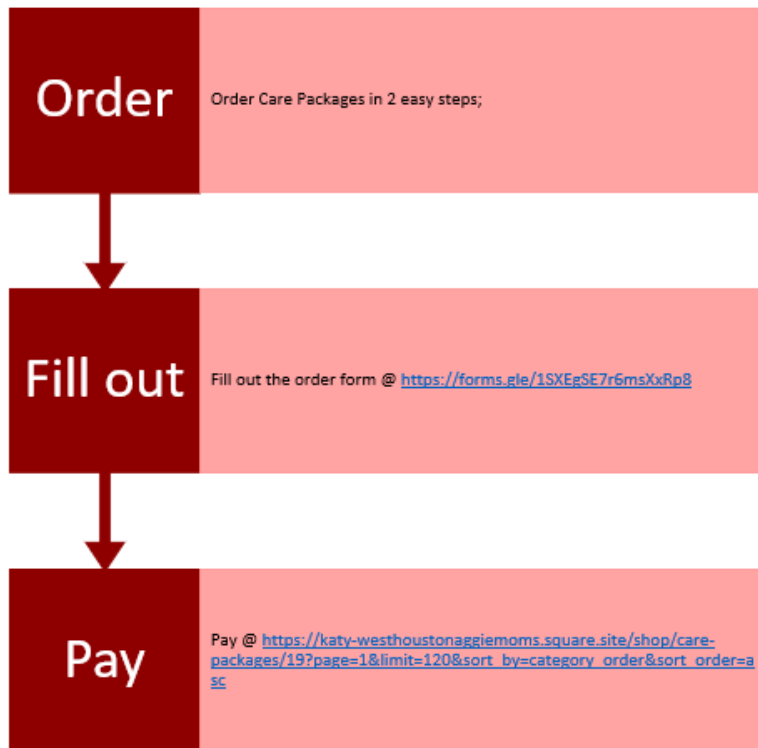 Order
Order Care Packages in 2 easy steps;
Fill out
Fill out the order form @ https://forms.gle/1SXEgSE7r6msXxRp8
Pay
Pay @ https://katy-westhoustonaggiemoms.square.site/shop/care-
packages/19?page=1&limit=120&sort_by=category_order&sort_order=a
sc